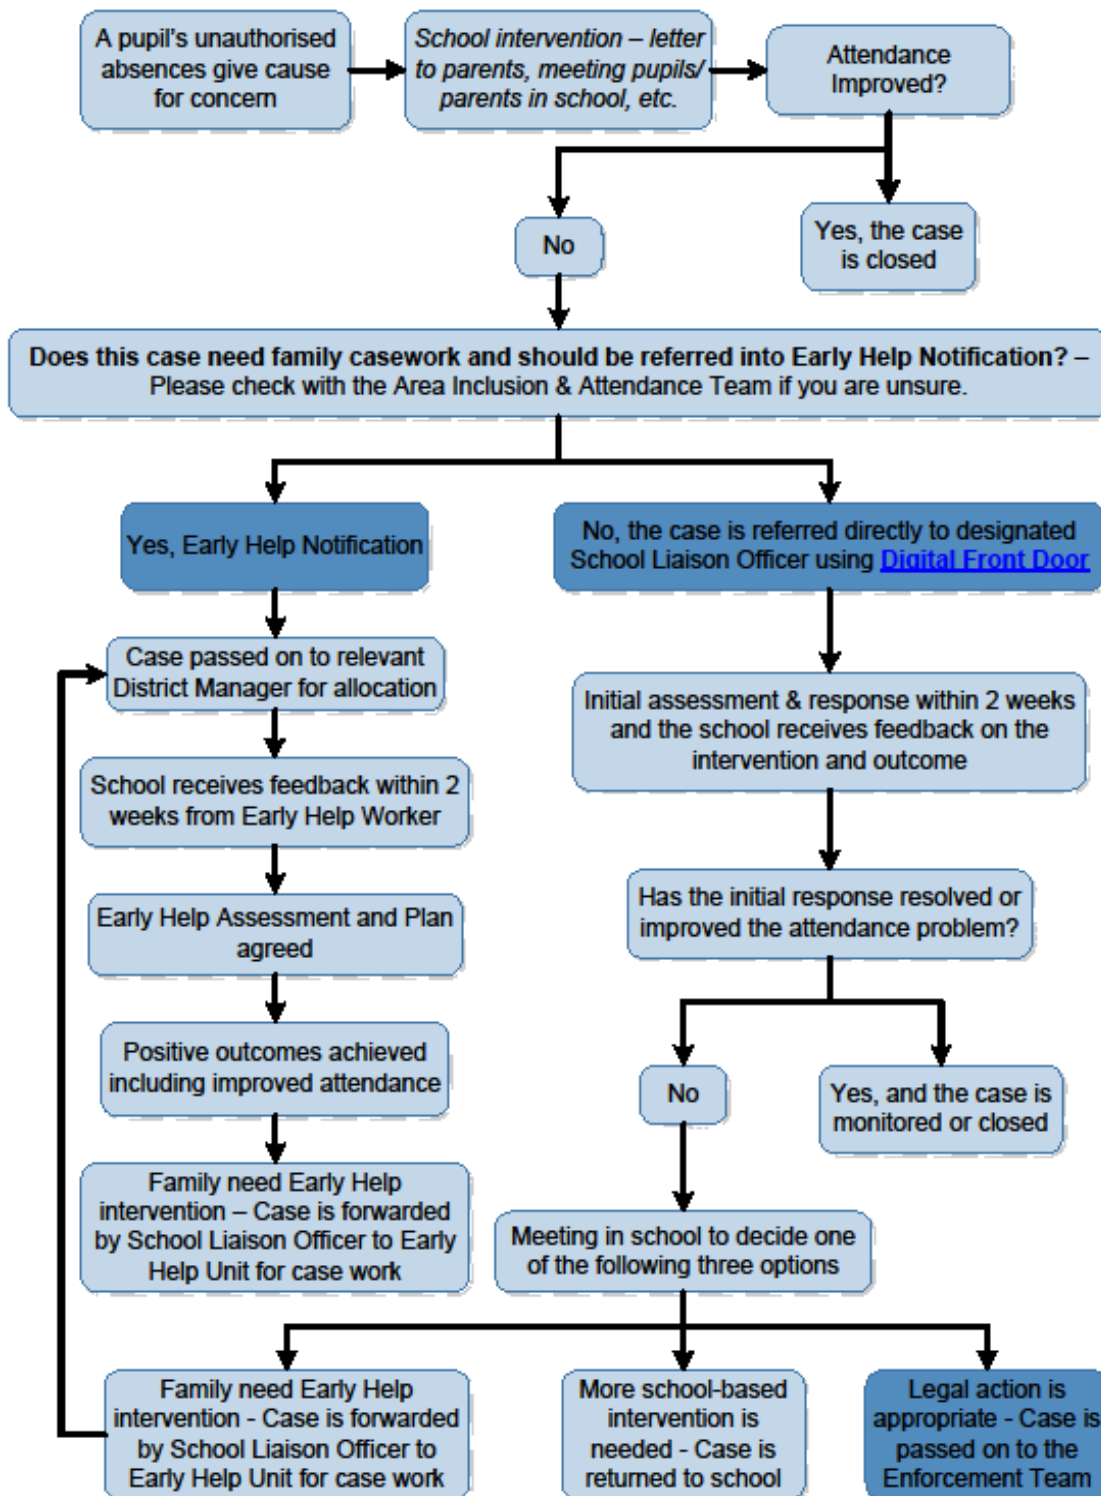 A pupil's unauthorised
absences give cause
for concern
School intervention – letter
to parents, meeting pupils/
parents in school, etc.
Attendance
Improved?
No
Yes, the case
is closed
Does this case need family casework and should be referred into Early Help Notification? –
Please check with the Area Inclusion & Attendance Team if you are unsure.
Yes, Early Help Notification
No, the case is referred directly to designated
School Liaison Officer using Digital Front Door
Case passed on to relevant
District Manager for allocation
Initial assessment & response within 2 weeks
and the school receives feedback on the
intervention and outcome
School receives feedback within 2
weeks from Early Help Worker
Has the initial response resolved or
improved the attendance problem?
Early Help Assessment and Plan
agreed
Positive outcomes achieved
including improved attendance
No
Yes, and the case is
monitored or closed
Family need Early Help
intervention – Case is forwarded
by School Liaison Officer to Early
Help Unit for case work
Meeting in school to decide one
of the following three options
Family need Early Help
intervention - Case is forwarded
by School Liaison Officer to
Early Help Unit for case work
More school-based
intervention is
needed - Case is
returned to school
Legal action is
appropriate - Case is
passed on to the
Enforcement Team